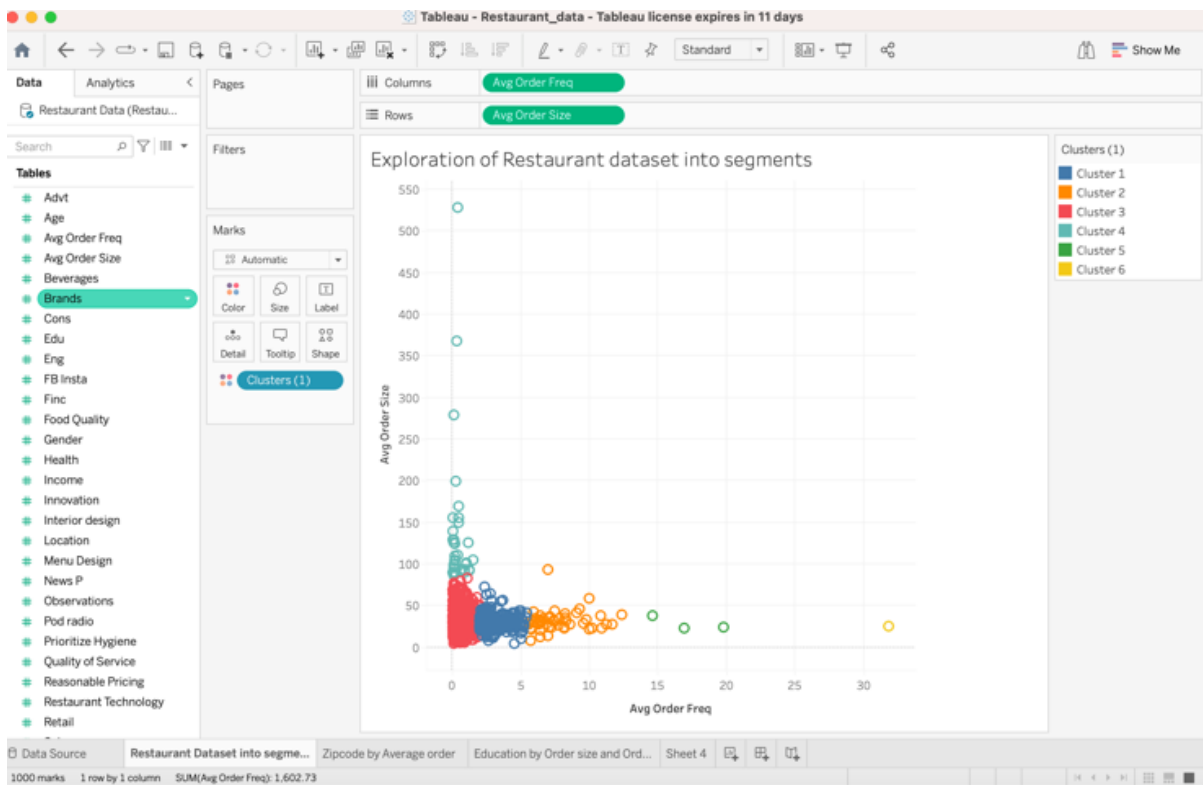 Tableau - Restaurant_data - Tableau license expires in 11 days
Standard
Show Me
Data
Analytics
Restaurant Data (Restau...
Search
Tables
Advt
Age
Avg Order Freq
Avg Order Size
Beverages
Brands
Cons
Edu
Eng
FB Insta
Finc
Food Quality
Gender
Health
Income
Innovation
Interior design
Location
Menu Design
News P
Observations
Pod radio
Prioritize Hygiene
Quality of Service
Reasonable Pricing
Restaurant Technology
Retail
Pages
Filters
Marks
Automatic
Color Size Label
Detail Tooltip Shape
Clusters (1)
Columns Avg Order Freq
Rows Avg Order Size
Exploration of Restaurant dataset into segments
550
500
450
400
350
300
250
200
150
100
50
0
Avg Order Size
0 5 10 15 20 25 30
Avg Order Freq
Clusters (1)
Cluster 1
Cluster 2
Cluster 3
Cluster 4
Cluster 5
Cluster 6
Data Source Restaurant Dataset into segme... Zipcode by Average order Education by Order size and Ord... Sheet 4
1000 marks 1 row by 1 column SUM(Avg Order Freq): 1,602.73